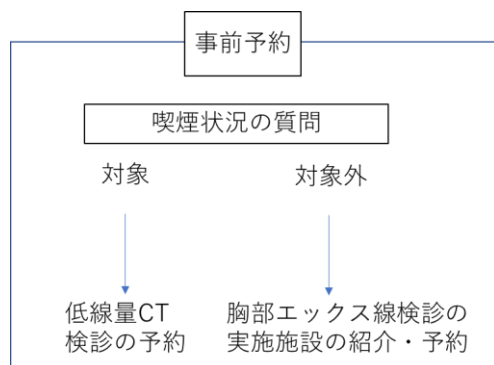 事前予約
喫煙状況の質問
対象
対象外
低線量CT
検診の予約
胸部エックス線検診の
実施施設の紹介・予約